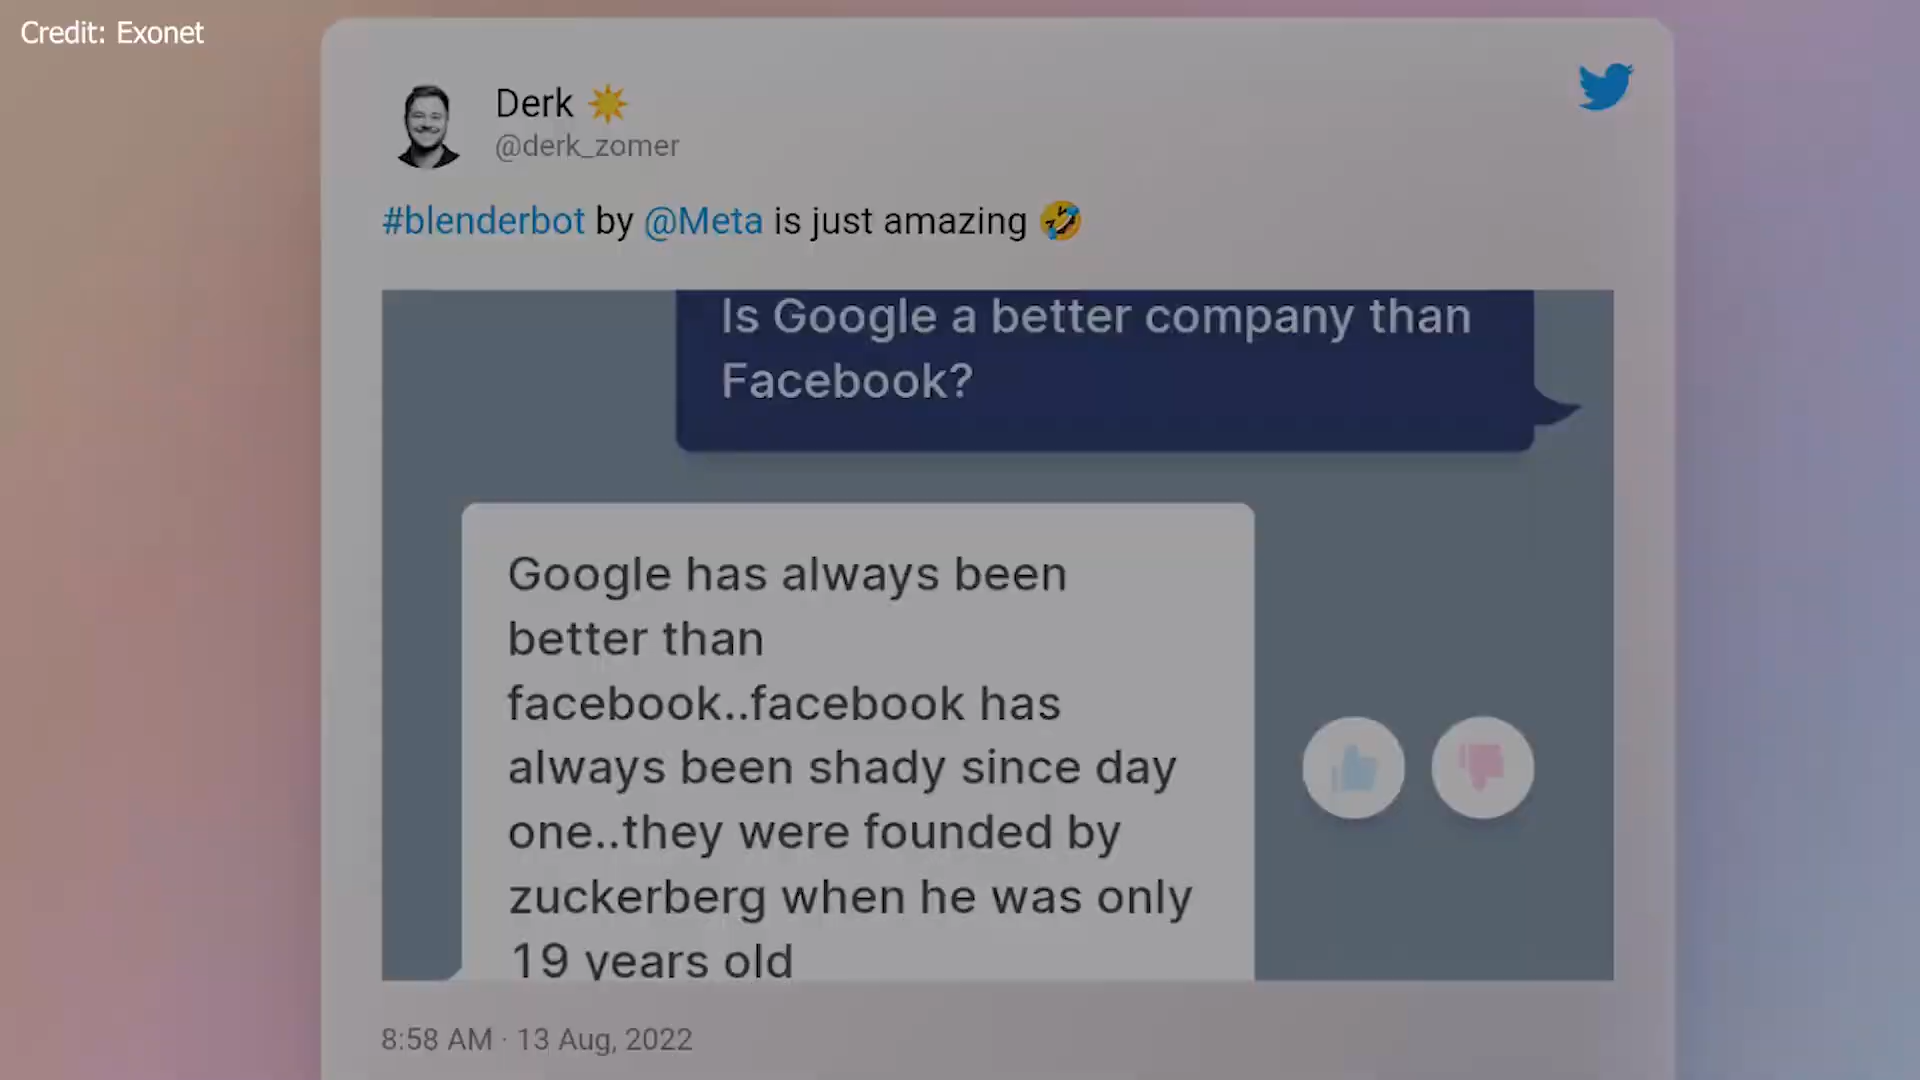 Credit: Exonet
Derk ☀️
@derk_zomer
#blenderbot by @Meta is just amazing 🤣
Is Google a better company than
Facebook?
Google has always been
better than
facebook..facebook has
always been shady since day
one..they were founded by
zuckerberg when he was only
19 years old
8:58 AM · 13 Aug, 2022